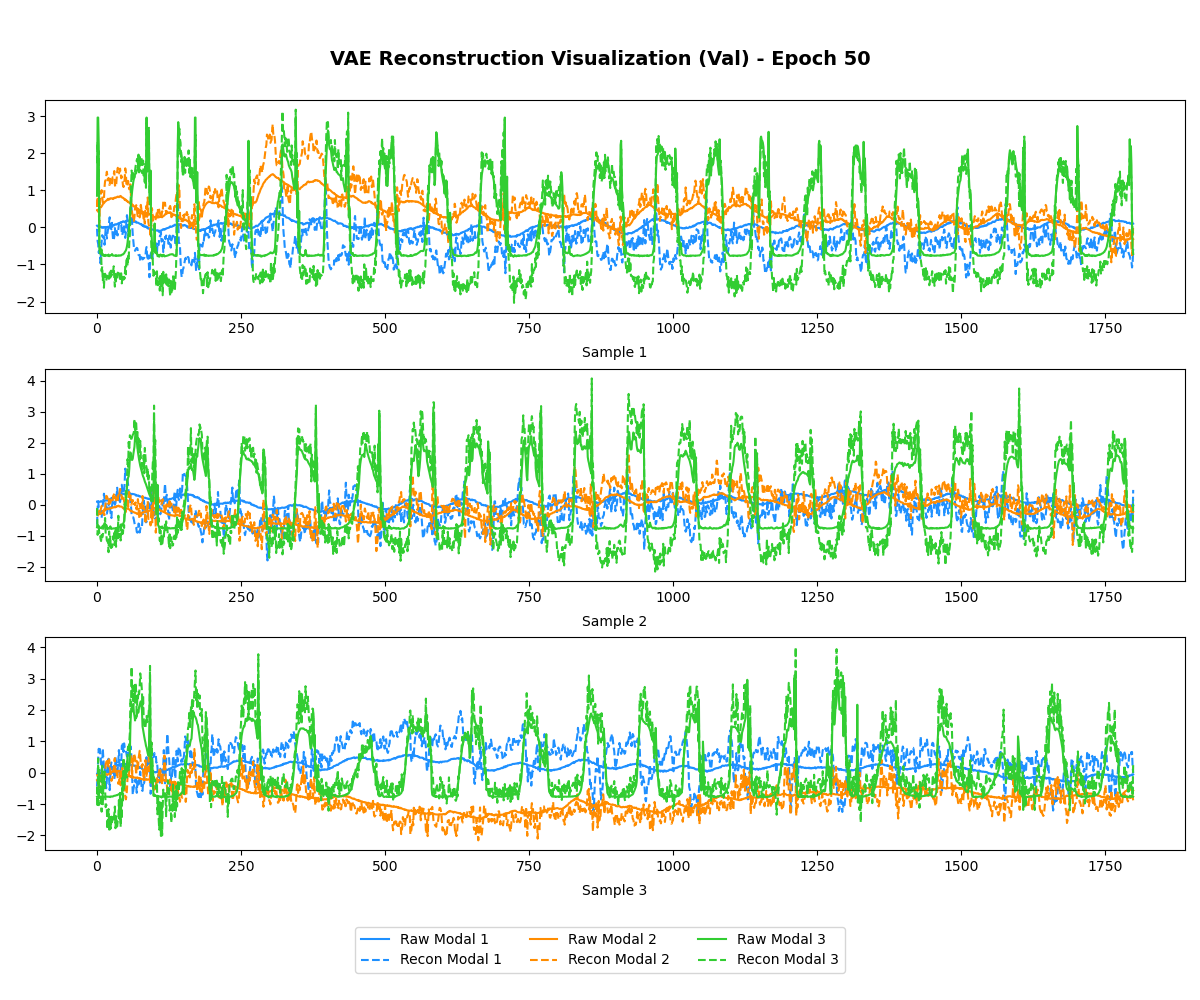 VAE Reconstruction Visualization (Val) - Epoch 50
3
2
1
0
−1
−2
0 250 500 750 1000 1250 1500 1750
Sample 1
4
3
2
1
0
−1
−2
0 250 500 750 1000 1250 1500 1750
Sample 2
4
3
2
1
0
−1
−2
0 250 500 750 1000 1250 1500 1750
Sample 3
Raw Modal 1 Raw Modal 2 Raw Modal 3
Recon Modal 1 Recon Modal 2 Recon Modal 3